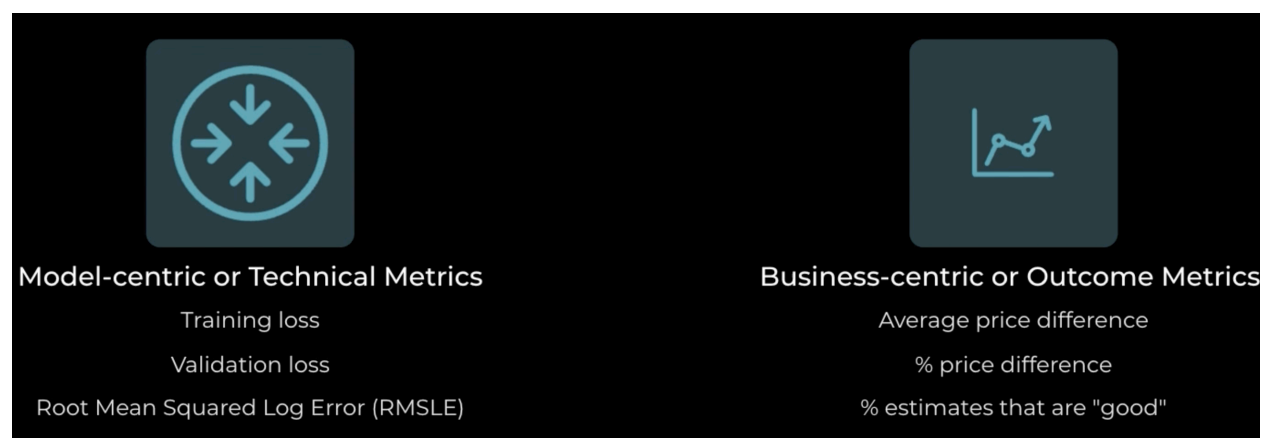 Model-centric or Technical Metrics
Training loss
Validation loss
Root Mean Squared Log Error (RMSLE)
Business-centric or Outcome Metrics
Average price difference
% price difference
% estimates that are "good"